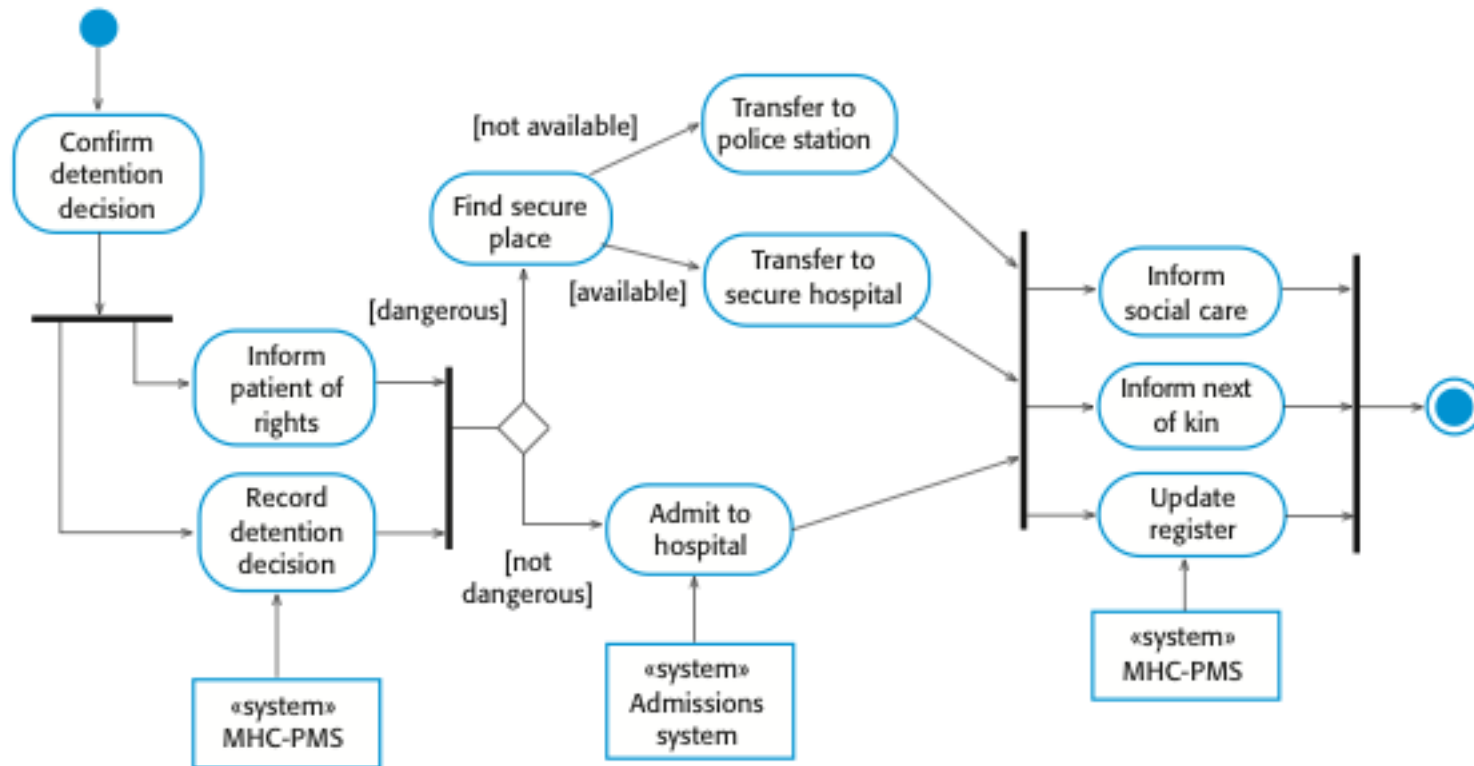 Confirm
detention
decision
Inform
patient of
rights
Record
detention
decision
«system»
MHC-PMS
[dangerous]
[not
dangerous]
Find secure
place
[not available]
[available]
Transfer to
police station
Transfer to
secure hospital
Admit to
hospital
«system»
Admissions
system
Inform
social care
Inform next
of kin
Update
register
«system»
MHC-PMS